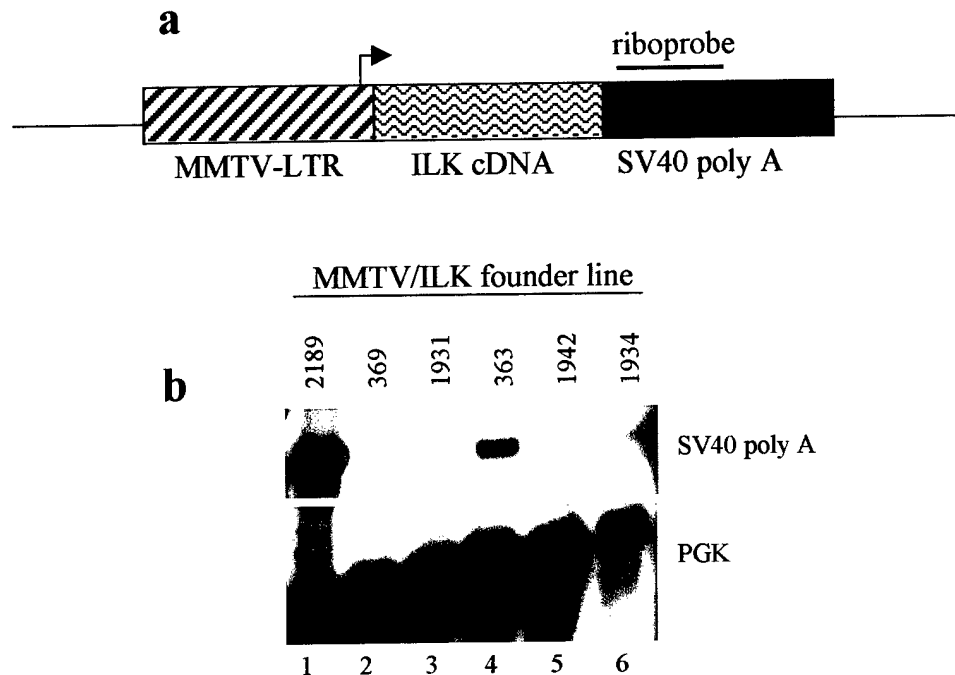 a
riboprobe
MMTV-LTR ILK cDNA SV40 poly A
MMTV/ILK founder line
2189 369 1931 363 1942 1934
b
SV40 poly A
PGK
1 2 3 4 5 6